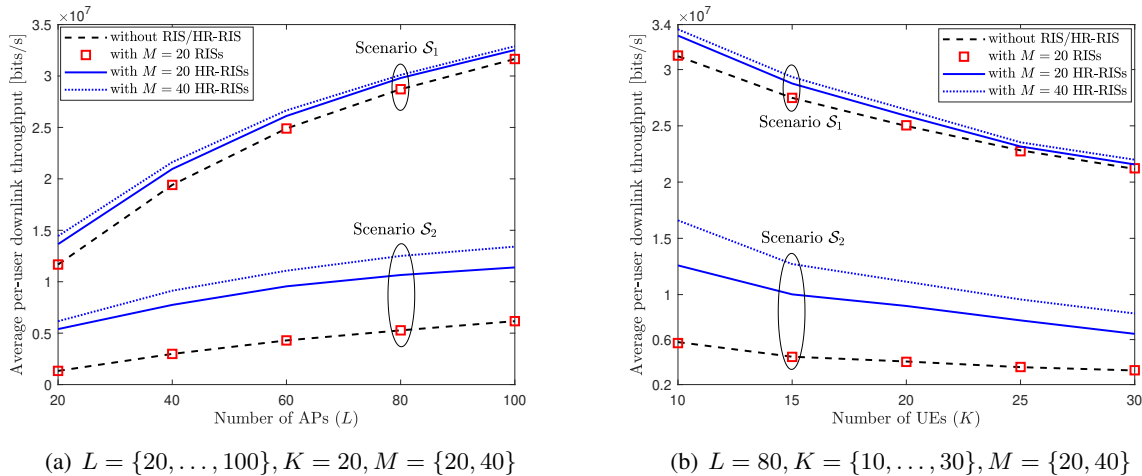 ×10⁷
3.5
3
2.5
2
1.5
1
0.5
0
20
40
60
80
100
Average per-user downlink throughput [bits/s]
Number of APs (L)
without RIS/HR-RIS
with M = 20 RISs
with M = 20 HR-RISs
with M = 40 HR-RISs
Scenario S₁
Scenario S₂
(a) L = {20, . . . , 100}, K = 20, M = {20, 40}
×10⁷
3.4
3
2.5
2
1.5
1
0.6
0.2
10
15
20
25
30
Average per-user downlink throughput [bits/s]
Number of UEs (K)
without RIS/HR-RIS
with M = 20 RISs
with M = 20 HR-RISs
with M = 40 HR-RISs
Scenario S₁
Scenario S₂
(b) L = 80, K = {10, . . . , 30}, M = {20, 40}